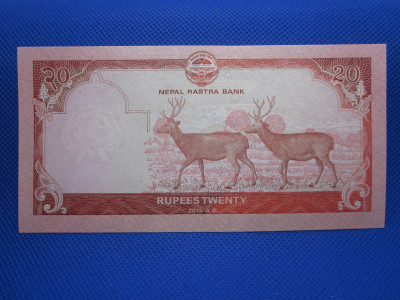 20 20
NEPAL RASTRA BANK
RUPEES TWENTY
2016 A.D.